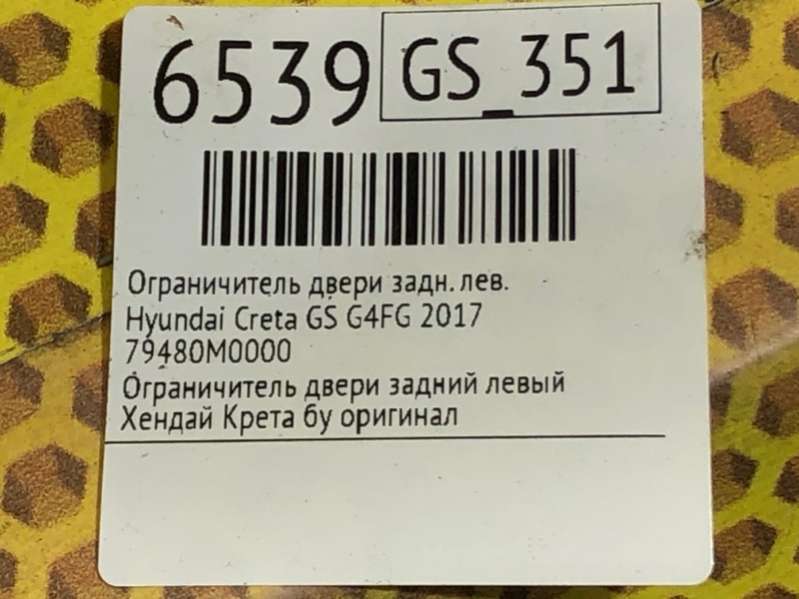 6539 GS_351
Ограничитель двери задн. лев.
Hyundai Creta GS G4FG 2017
79480M0000
Ограничитель двери задний левый
Хендай Крета бу оригинал